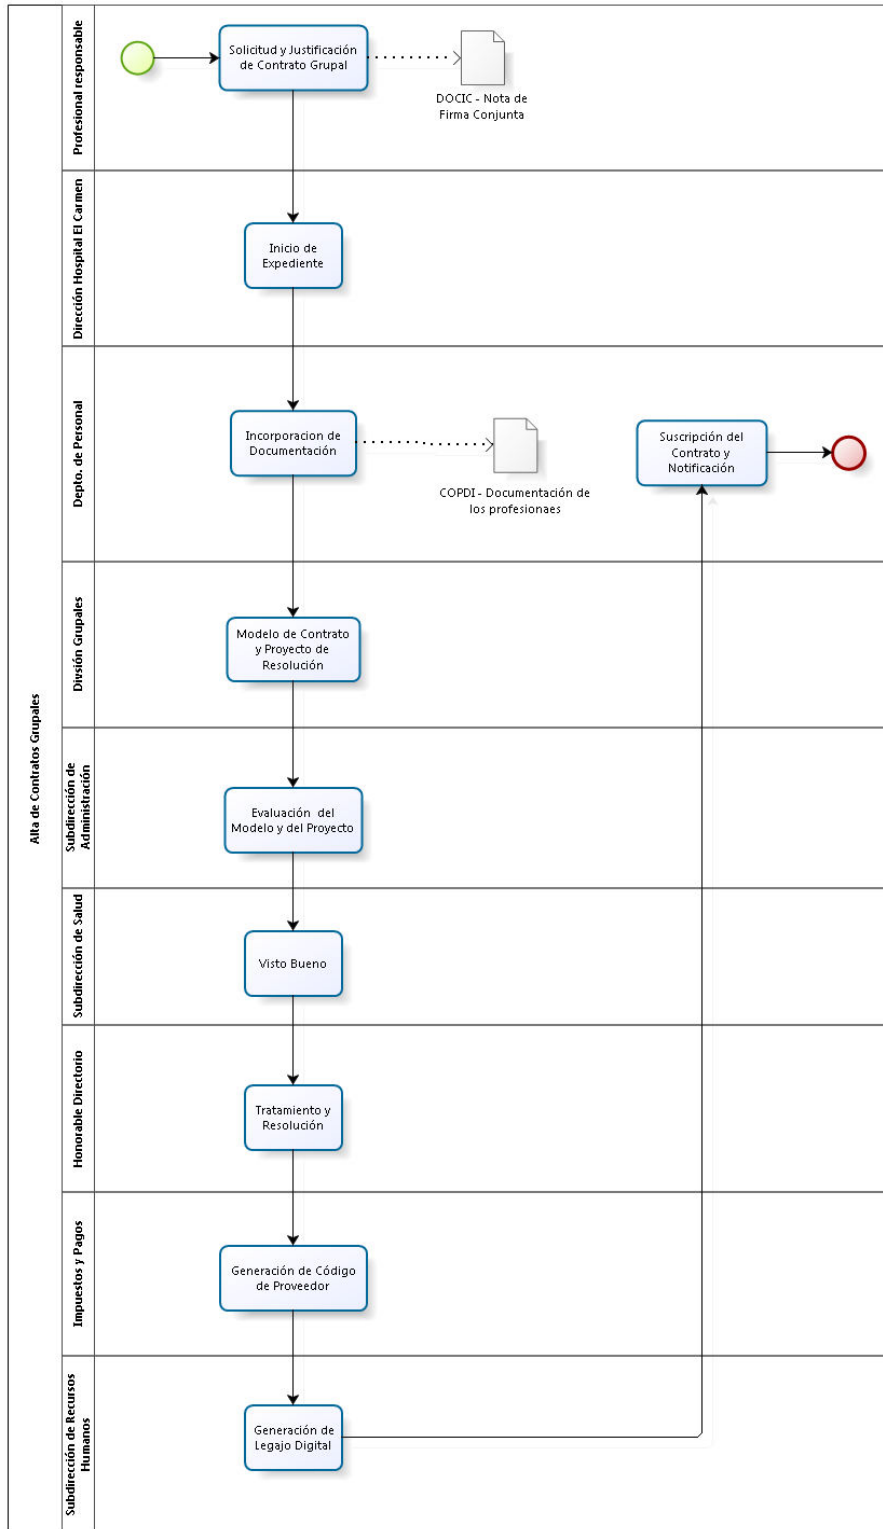 Alta de Contratos Grupales
Profesional responsable
Solicitud y Justificación
de Contrato Grupal
DOCIC - Nota de
Firma Conjunta
Dirección Hospital El Carmen
Inicio de
Expediente
Depto. de Personal
Incorporacion de
Documentación
COPDI - Documentación de
los profesionaes
Suscripción del
Contrato y
Notificación
Divsión Grupales
Modelo de Contrato
y Proyecto de
Resolución
Subdirección de
Administración
Evaluación del
Modelo y del Proyecto
Subdirección de Salud
Visto Bueno
Honorable Directorio
Tratamiento y
Resolución
Impuestos y Pagos
Generación de Código
de Proveedor
Subdirección de Recursos
Humanos
Generación de
Legajo Digital